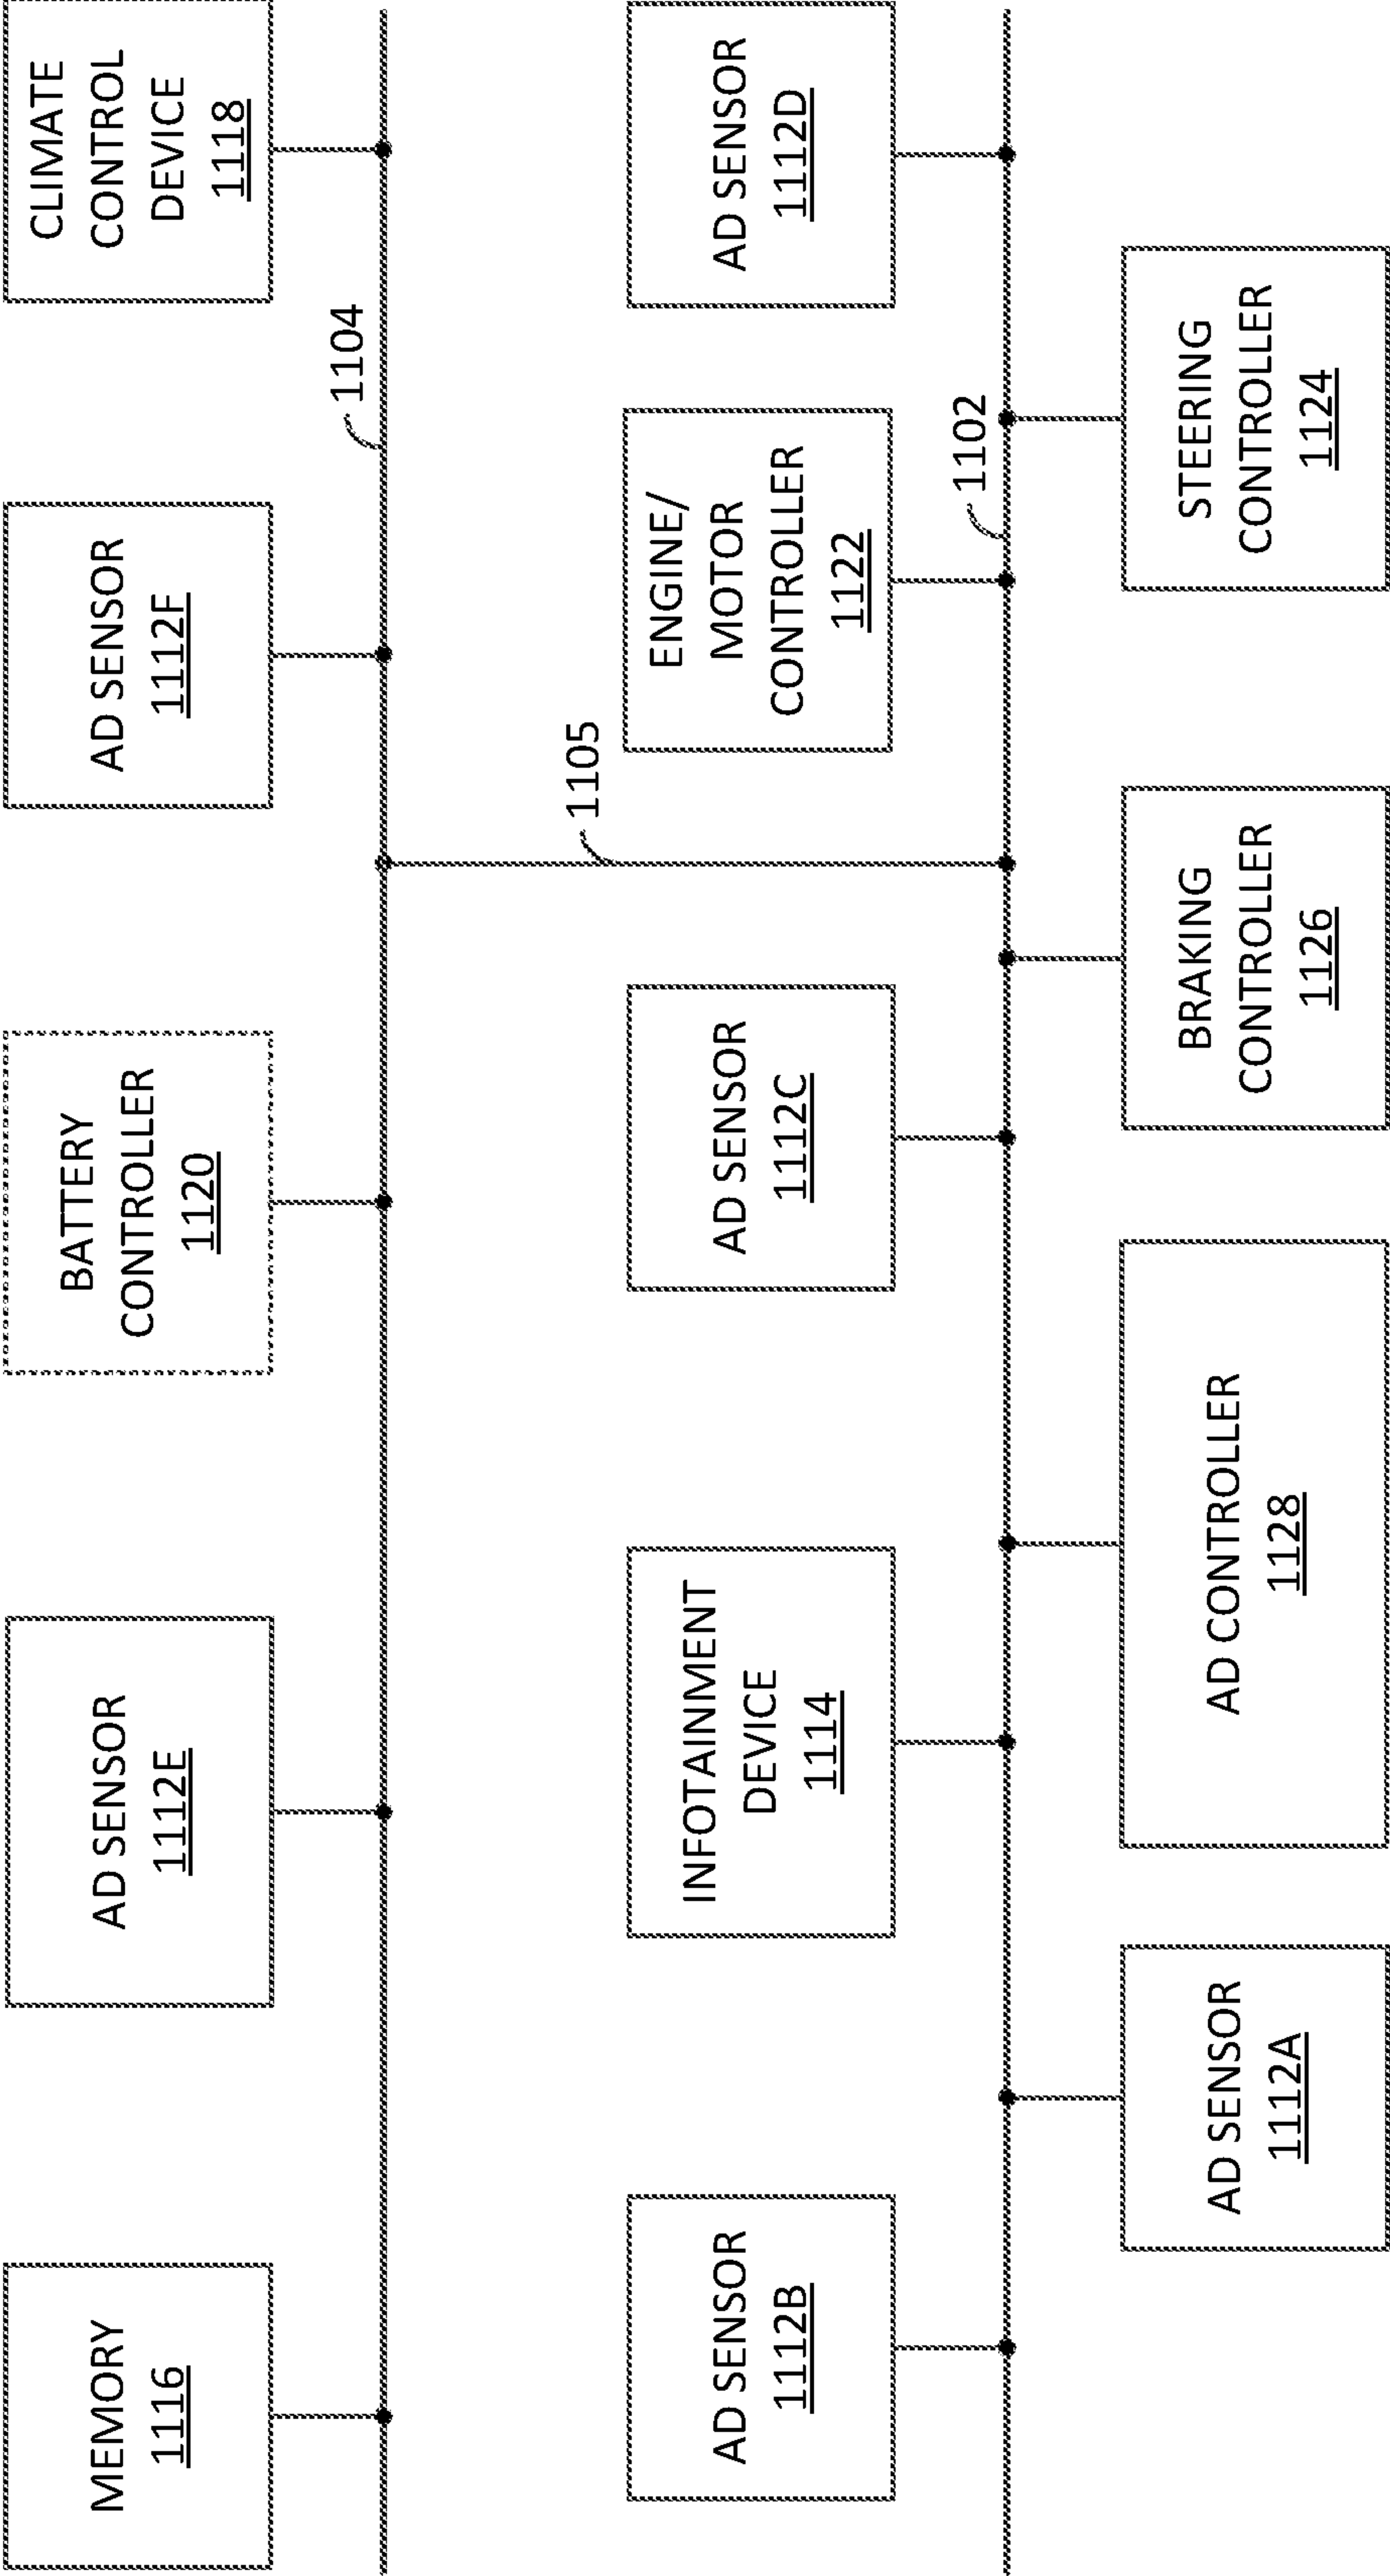 MEMORY
1116
AD SENSOR
1112E
BATTERY
CONTROLLER
1120
AD SENSOR
1112F
CLIMATE
CONTROL
DEVICE
1118
1104
1105
AD SENSOR
1112B
INFOTAINMENT
DEVICE
1114
AD SENSOR
1112C
ENGINE/
MOTOR
CONTROLLER
1122
AD SENSOR
1112D
1102
AD SENSOR
1112A
AD CONTROLLER
1128
BRAKING
CONTROLLER
1126
STEERING
CONTROLLER
1124